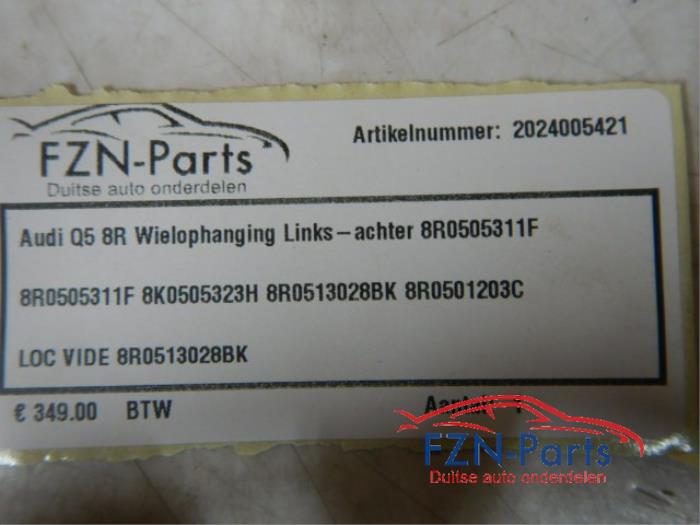 Artikelnummer: 2024005421
FZN-Parts
Duitse auto onderdelen
Audi Q5 8R Wielophanging Links-achter 8R0505311F
8R0505311F 8K0505323H 8R0513028BK 8R0501203C
LOC VIDE 8R0513028BK
€ 349.00 BTW
FZN-Parts
Duitse auto onderdelen